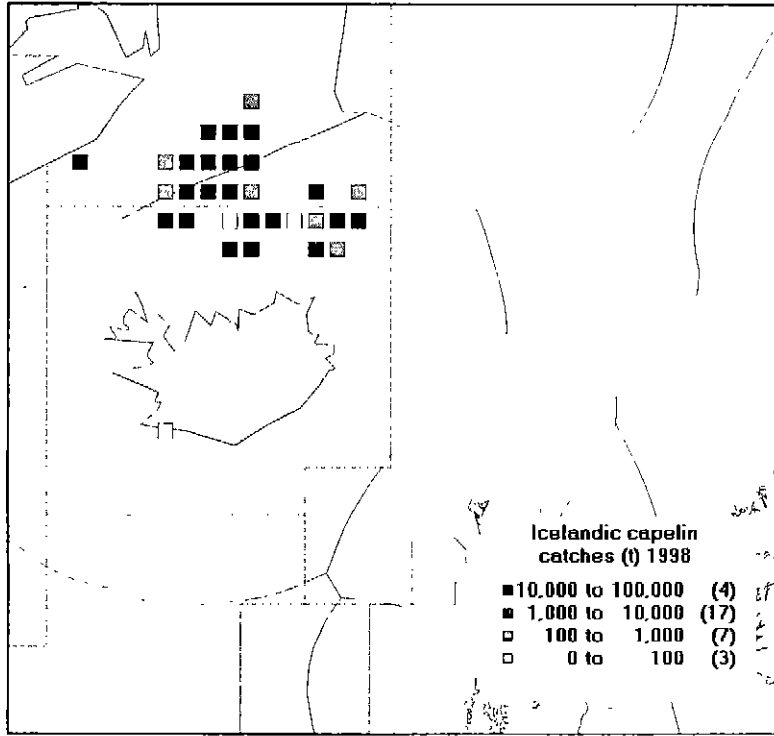 Icelandic capelin
catches (t) 1998
10,000 to 100,000 (4)
1,000 to 10,000 (17)
100 to 1,000 (7)
0 to 100 (3)